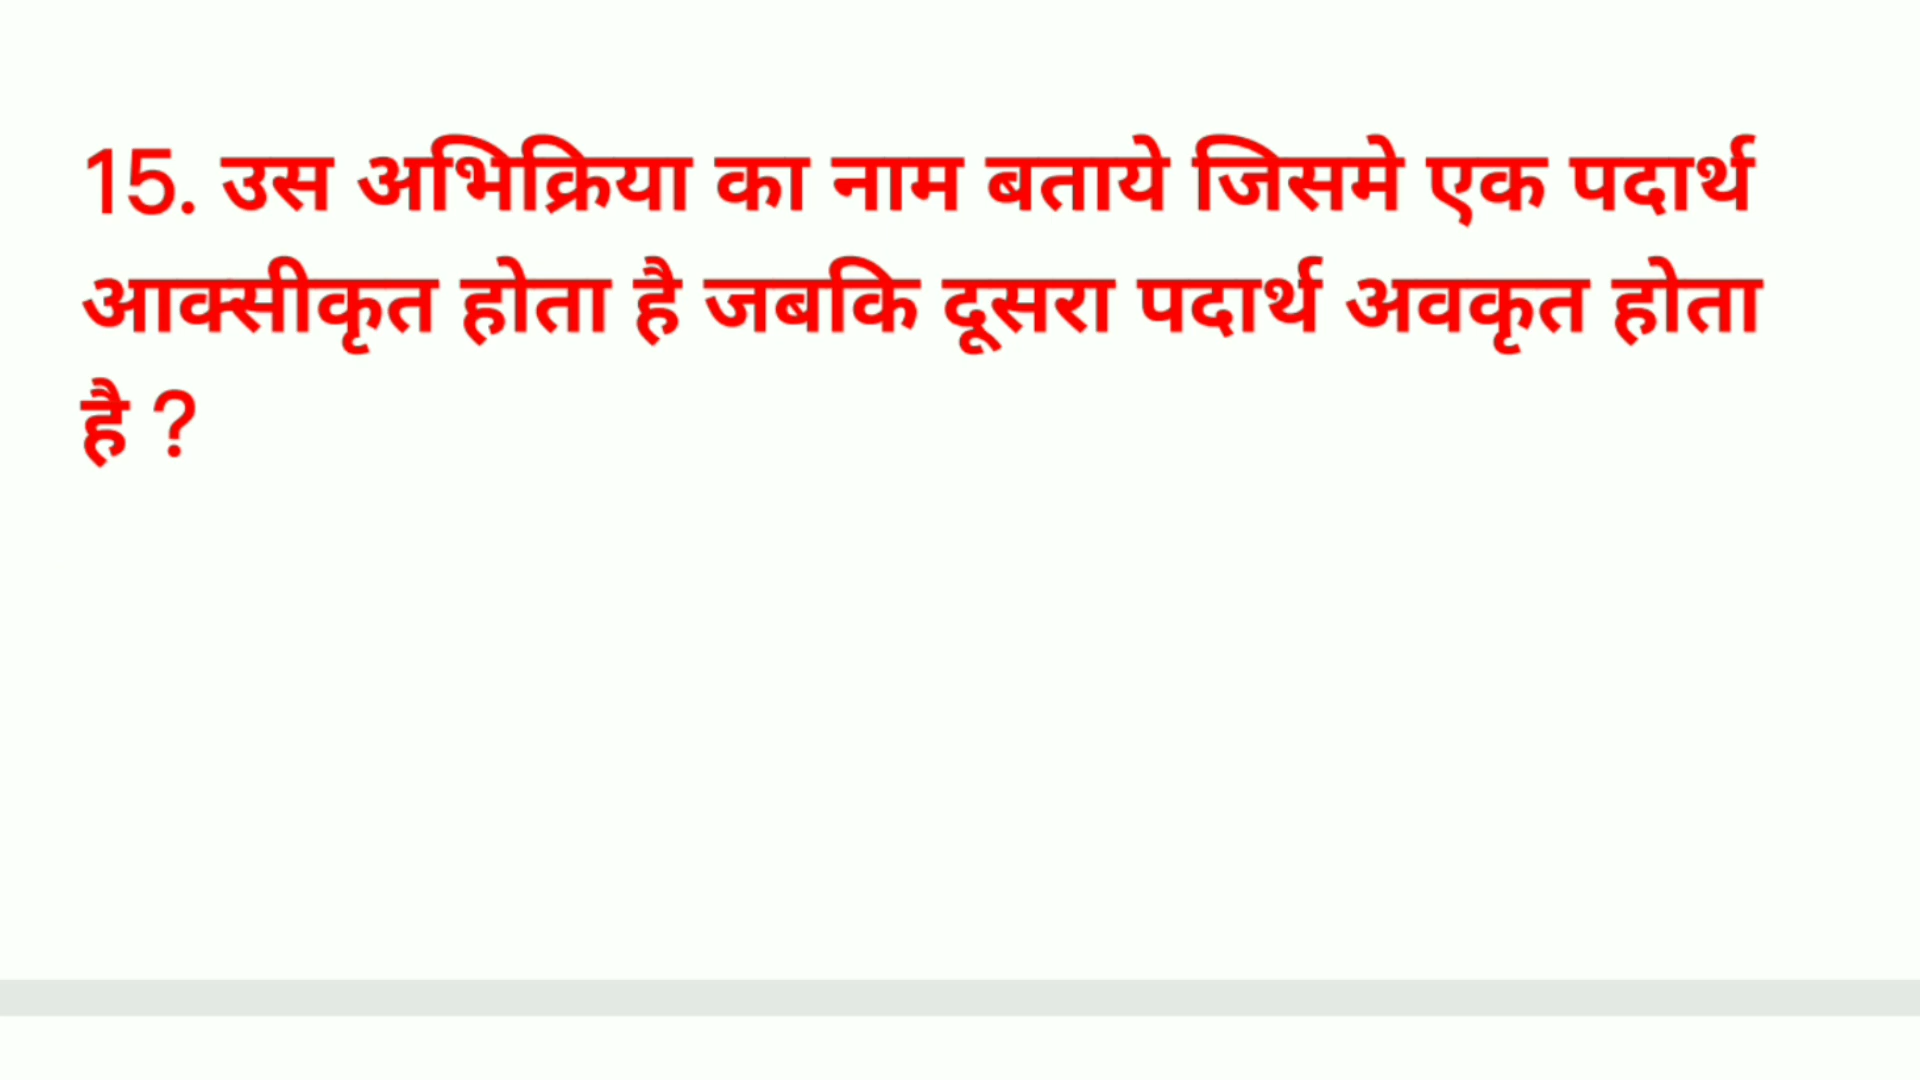 15. उस अभिक्रिया का नाम बताये जिसमे एक पदार्थ
आक्सीकृत होता है जबकि दूसरा पदार्थ अवकृत होता
है ?